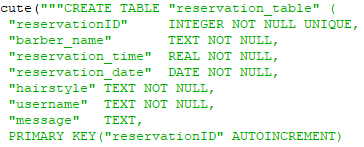 cute("""CREATE TABLE "reservation_table" (
"reservationID" INTEGER NOT NULL UNIQUE,
"barber_name" TEXT NOT NULL,
"reservation_time" REAL NOT NULL,
"reservation_date" DATE NOT NULL,
"hairstyle" TEXT NOT NULL,
"username" TEXT NOT NULL,
"message" TEXT,
PRIMARY KEY("reservationID" AUTOINCREMENT)